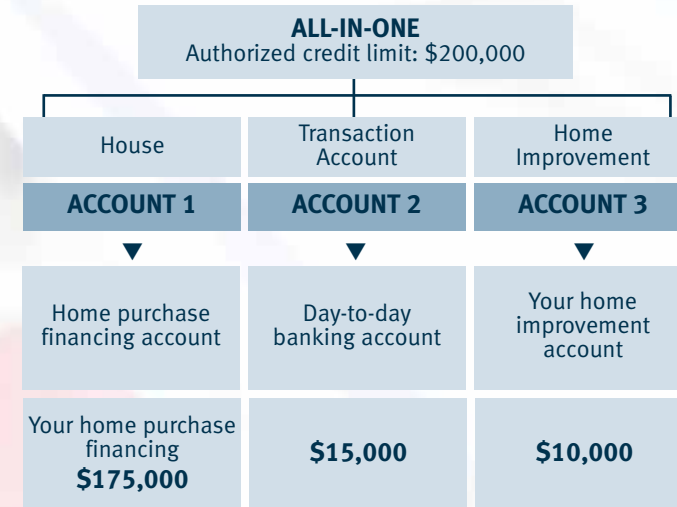 ALL-IN-ONE
Authorized credit limit: $200,000
House
Transaction
Account
Home
Improvement
ACCOUNT 1
ACCOUNT 2
ACCOUNT 3
Home purchase
financing account
Day-to-day
banking account
Your home
improvement
account
Your home purchase
financing
$175,000
$15,000
$10,000